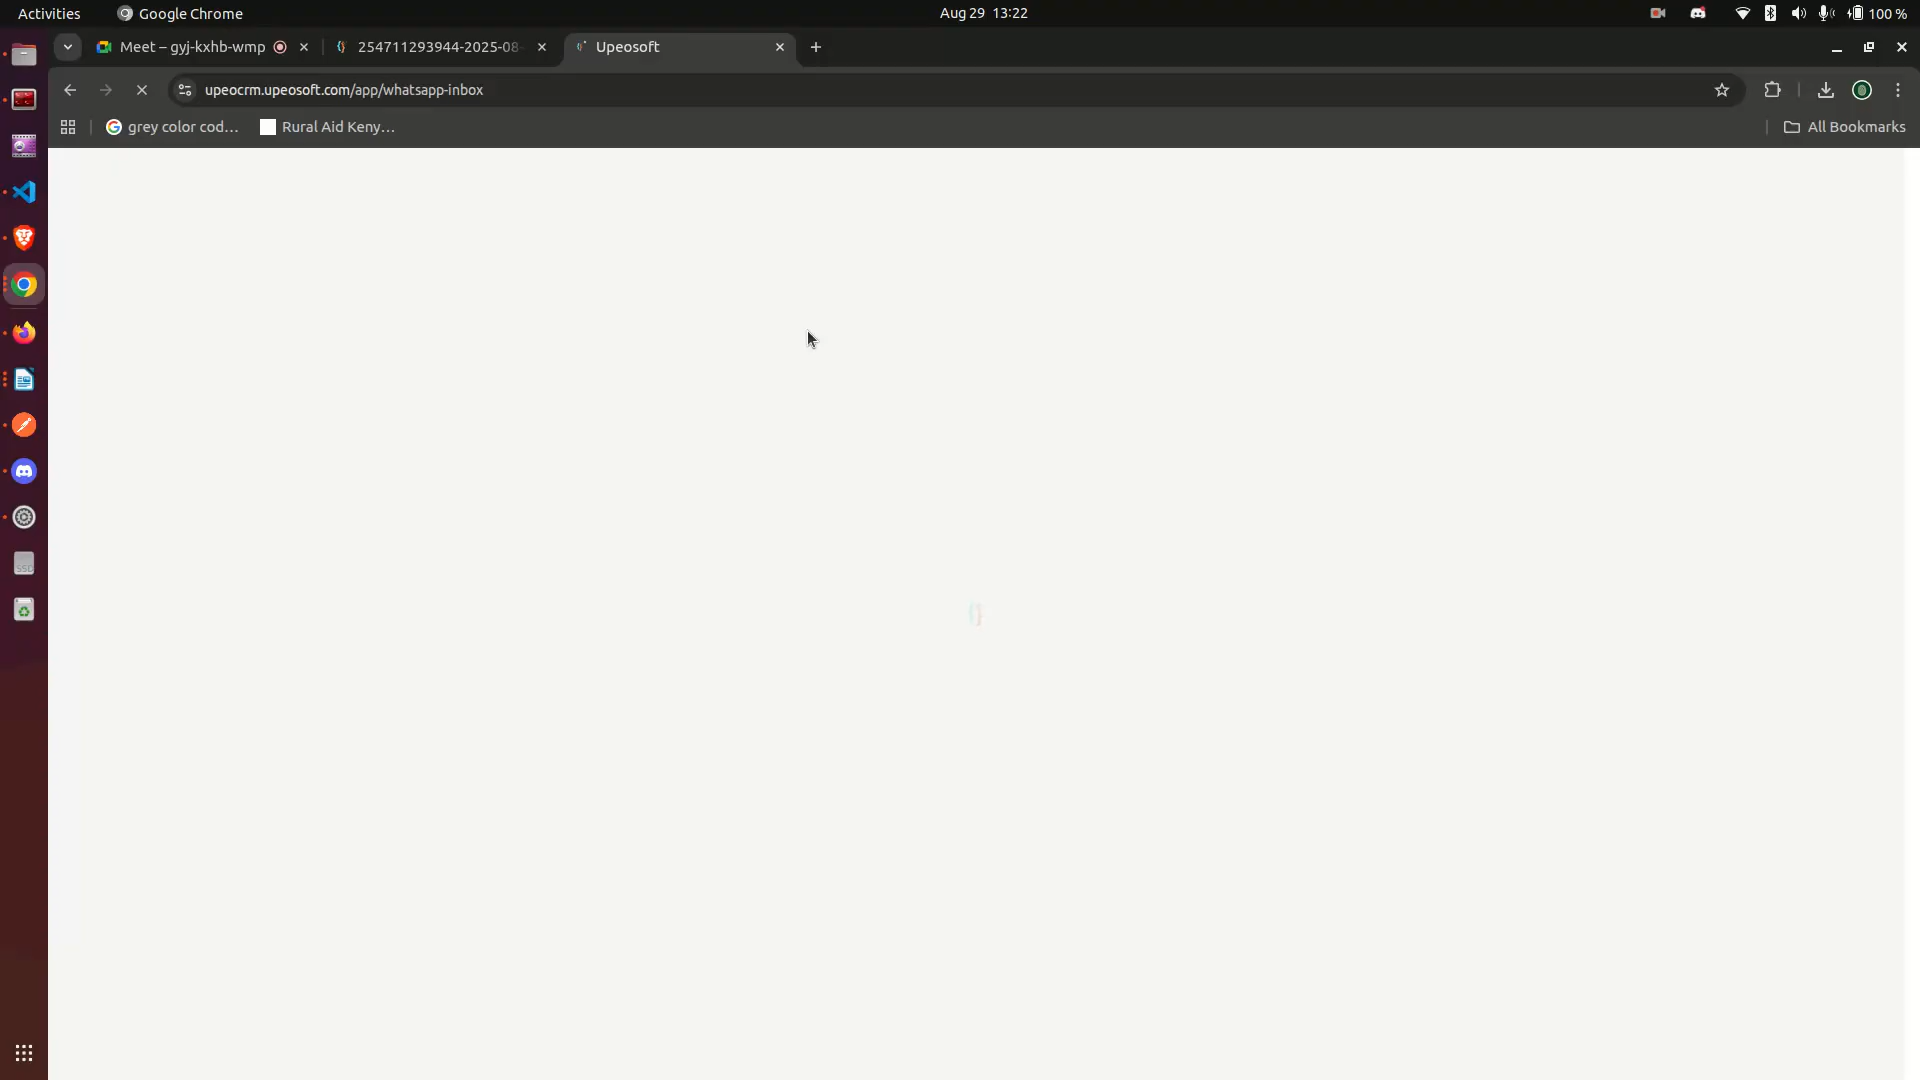 Activities Google Chrome Aug 29 13:22 100 %
Meet – gyj-kxhb-wmp 254711293944-2025-08- Upeosoft
upeocrm.upeosoft.com/app/whatsapp-inbox
grey color cod... Rural Aid Keny... All Bookmarks
SSD